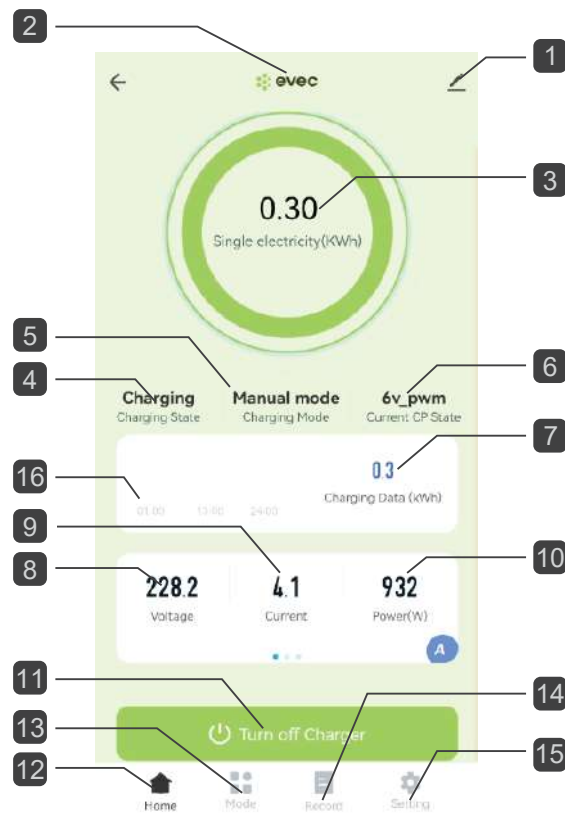 2
1
evec
3
0.30
Single electricity(KWh)
5
4
6
Charging Manual mode 6v_pwm
Charging State Charging Mode Current CP State
7
0.3
16
Charging Data (kWh)
01:00 13:00 24:00
9
8
10
228.2 4.1 932
Voltage Current Power(W)
A
11
14
13
Turn off Charger
12
15
Home Mode Record Setting